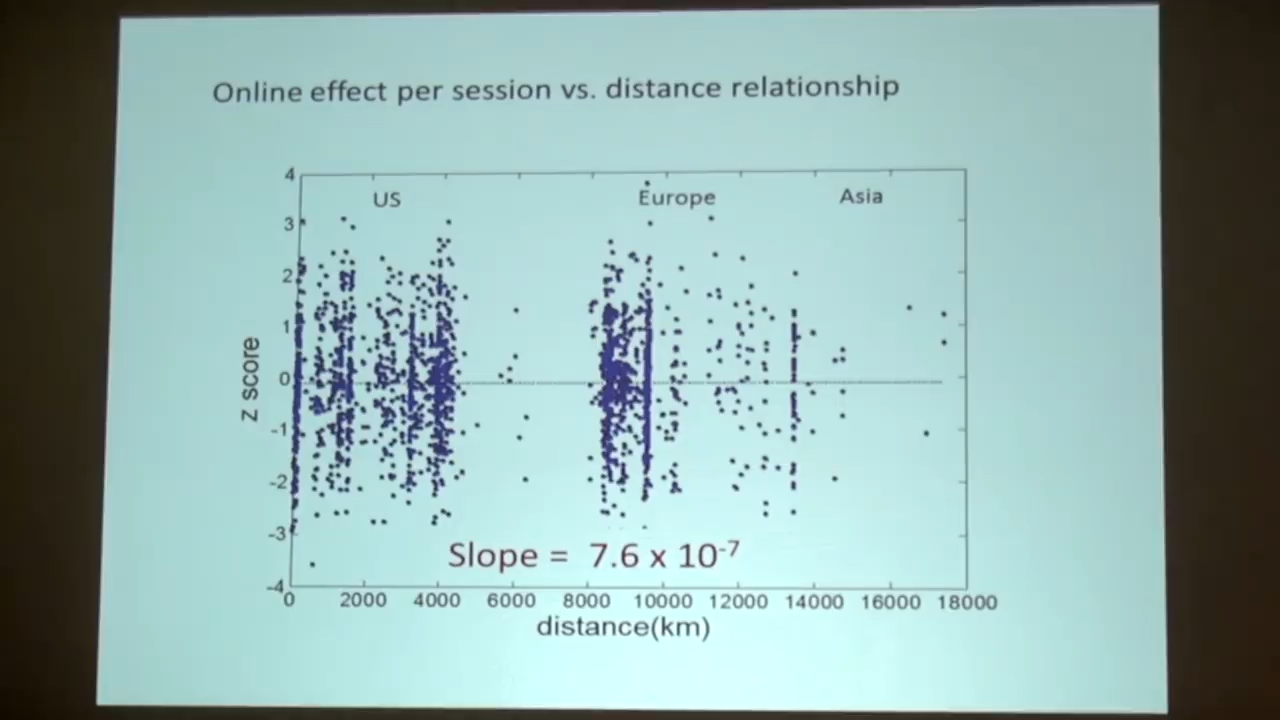 Online effect per session vs. distance relationship
US Europe Asia
4
3
2
1
0
-1
-2
-3
-4
z score
Slope = 7.6 x 10-7
0 2000 4000 6000 8000 10000 12000 14000 16000 18000
distance(km)